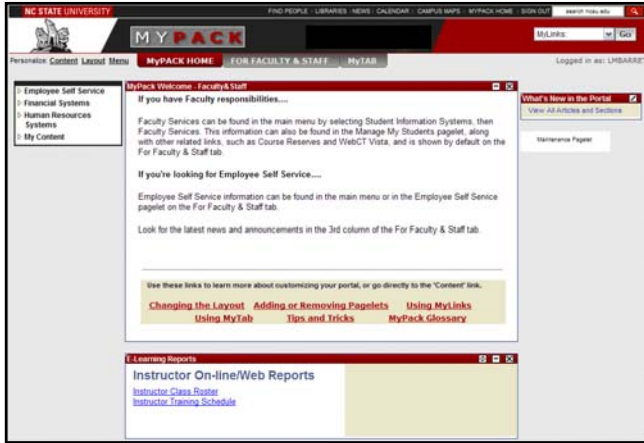 NC STATE UNIVERSITY
FIND PEOPLE | LIBRARIES | NEWS | CALENDAR | CAMPUS MAPS | MYPACK HOME | SIGN OUT search ncsu.edu
MYPACK
MyLinks: Go
Personalize: Content Layout Menu
MyPACK HOME FOR FACULTY & STAFF MyTAB
Logged in as: LMBARRE
Employee Self Service
Financial Systems
Human Resources
Systems
My Content
MyPack Welcome - Faculty&Staff
If you have Faculty responsibilities....
Faculty Services can be found in the main menu by selecting Student Information Systems, then
Faculty Services. This information can also be found in the Manage My Students pagelet, along
with other related links, such as Course Reserves and WebCT Vista, and is shown by default on the
For Faculty & Staff tab.
If you're looking for Employee Self Service....
Employee Self Service information can be found in the main menu or in the Employee Self Service
pagelet on the For Faculty & Staff tab.
Look for the latest news and announcements in the 3rd column of the For Faculty & Staff tab.
Use these links to learn more about customizing your portal, or go directly to the 'Content' link.
Changing the Layout Adding or Removing Pagelets Using MyLinks
Using MyTab Tips and Tricks MyPack Glossary
What's New in the Portal
View All Articles and Sections
Maintenance Pagelet
E-Learning Reports
Instructor On-line/Web Reports
Instructor Class Roster
Instructor Training Schedule